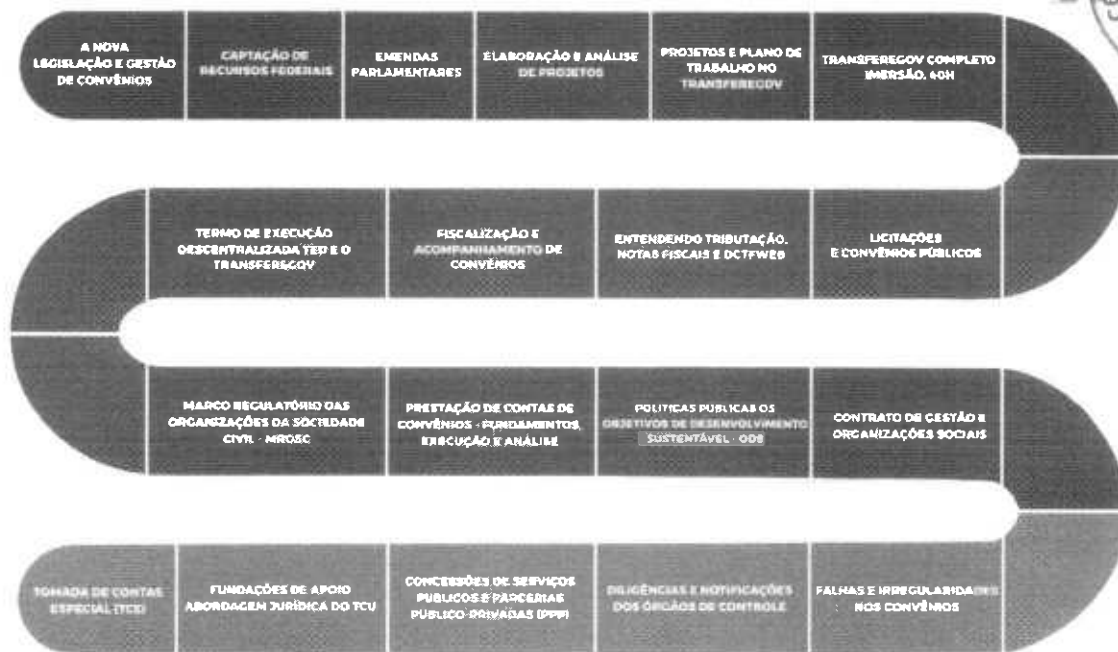 A NOVA
LEGISLAÇÃO E GESTÃO
DE CONVÊNIOS
CAPTAÇÃO DE
RECURSOS FEDERAIS
EMENDAS
PARLAMENTARES
ELABORAÇÃO E ANÁLISE
DE PROJETOS
PROJETOS E PLANO DE
TRABALHO NO
TRANSFEREGOV
TRANSFEREGOV COMPLETO
IMERSÃO, 40H
TERMO DE EXECUÇÃO
DESCENTRALIZADA TED E O
TRANSFEREGOV
FISCALIZAÇÃO E
ACOMPANHAMENTO DE
CONVÊNIOS
ENTENDENDO TRIBUTAÇÃO,
NOTAS FISCAIS E DCTFWEB
LICITAÇÕES
E CONVÊNIOS PÚBLICOS
MARCO REGULATÓRIO DAS
ORGANIZAÇÕES DA SOCIEDADE
CIVIL - MROSC
PRESTAÇÃO DE CONTAS DE
CONVÊNIOS - FUNDAMENTOS,
EXECUÇÃO E ANÁLISE
POLITICAS PUBLICAS OS
OBJETIVOS DE DESENVOLVIMENTO
SUSTENTÁVEL - ODS
CONTRATO DE GESTÃO E
ORGANIZAÇÕES SOCIAIS
TOMADA DE CONTAS
ESPECIAL (TCE)
FUNDAÇÕES DE APOIO
ABORDAGEM JURÍDICA DO TCU
CONCESSÕES DE SERVIÇOS
PUBLICOS E PARCERIAS
PÚBLICO-PRIVADAS (PPP)
DILIGÊNCIAS E NOTIFICAÇÕES
DOS ÓRGÃOS DE CONTROLE
FALHAS E IRREGULARIDADES
NOS CONVÊNIOS